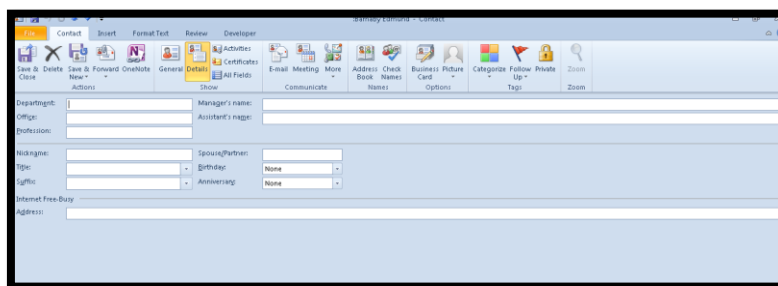 Barnaby Edmund - Contact
File Contact Insert Format Text Review Developer
Save & Close Delete Save & New Forward OneNote General Details Activities Certificates All Fields E-mail Meeting More Address Book Check Names Business Card Picture Categorize Follow Up Private Zoom
Actions Show Communicate Names Options Tags Zoom
Department: Manager's name:
Office: Assistant's name:
Profession:
Nickname: Spouse/Partner:
Title: Birthday: None
Suffix: Anniversary: None
Internet Free-Busy
Address: